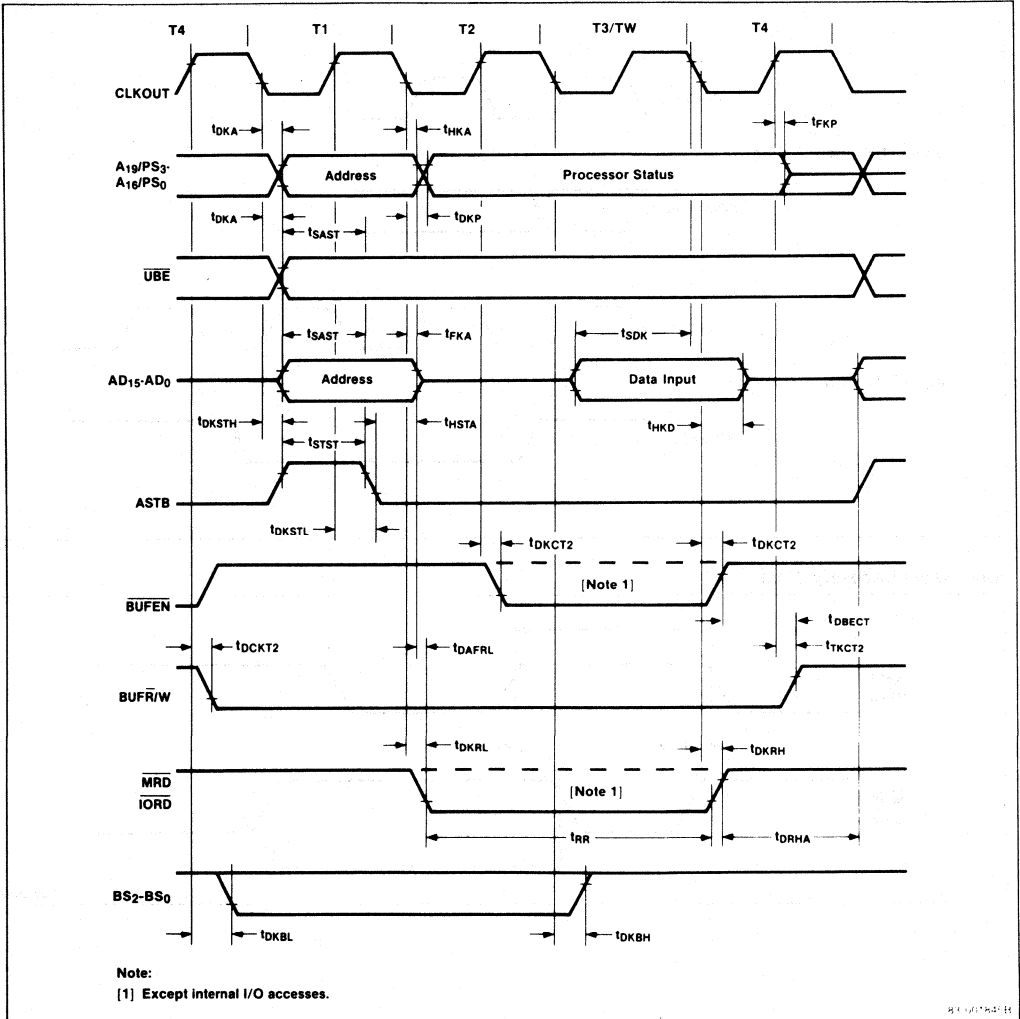 T4 T1 T2 T3/TW T4
CLKOUT
tDKA tHKA tFKP
A19/PS3-
A16/PS0
Address Processor Status
tDKA tDKP
tSAST
UBE
tSAST tFKA tSDK
AD15-AD0 Address Data Input
tDKSTH tHSTA tHKD
tSTST
ASTB
tDKSTL
tDKCT2 tDKCT2
BUFEN [Note 1]
tDBECT
tDCKT2 tDAFRL tTKCT2
BUFR/W
tDKRL tDKRH
MRD
IORD
[Note 1]
tRR tDRHA
BS2-BS0
tDKBL tDKBH
Note:
[1] Except internal I/O accesses.